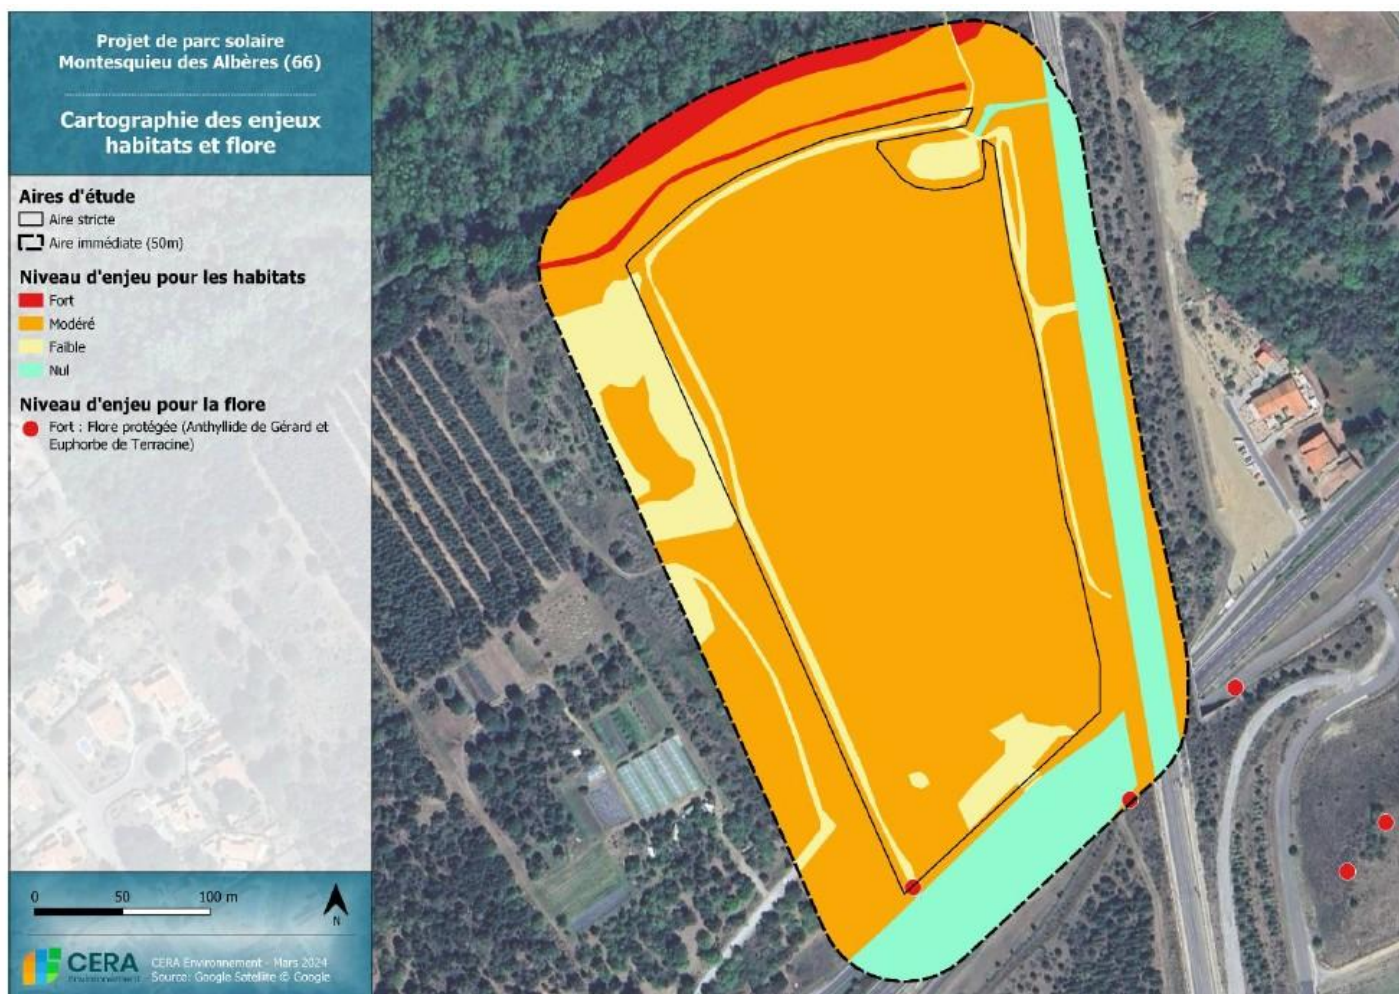 Projet de parc solaire
Montesquieu des Albères (66)
Cartographie des enjeux
habitats et flore
Aires d'étude
Aire stricte
Aire immédiate (50m)
Niveau d'enjeu pour les habitats
Fort
Modéré
Faible
Nul
Niveau d'enjeu pour la flore
Fort : Flore protégée (Anthyllide de Gérard et
Euphorbe de Terracine)
0 50 100 m
N
CERA
Environnement
CERA Environnement - Mars 2024
Source: Google Satellite © Google